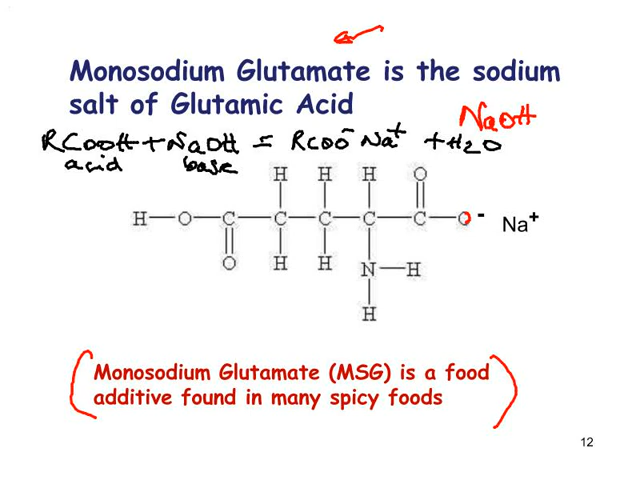 Monosodium Glutamate is the sodium
salt of Glutamic Acid
NaOH
RCOOH + NaOH = RCOO⁻ Na⁺ + H2O
acid base
H H H O
H—O—C—C—C—C—C—O⁻ Na⁺
O H H N—H
H
Monosodium Glutamate (MSG) is a food
additive found in many spicy foods
12